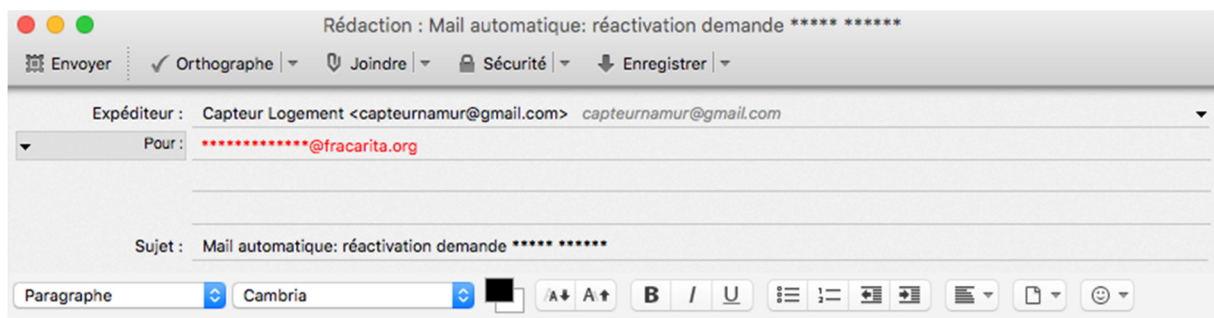 Rédaction : Mail automatique: réactivation demande ***** ******
Envoyer Orthographe Joindre Sécurité Enregistrer
Expéditeur : Capteur Logement <capteurnamur@gmail.com> capteurnamur@gmail.com
Pour : *************@fracarita.org
Sujet : Mail automatique: réactivation demande ***** ******
Paragraphe Cambria A A B I U